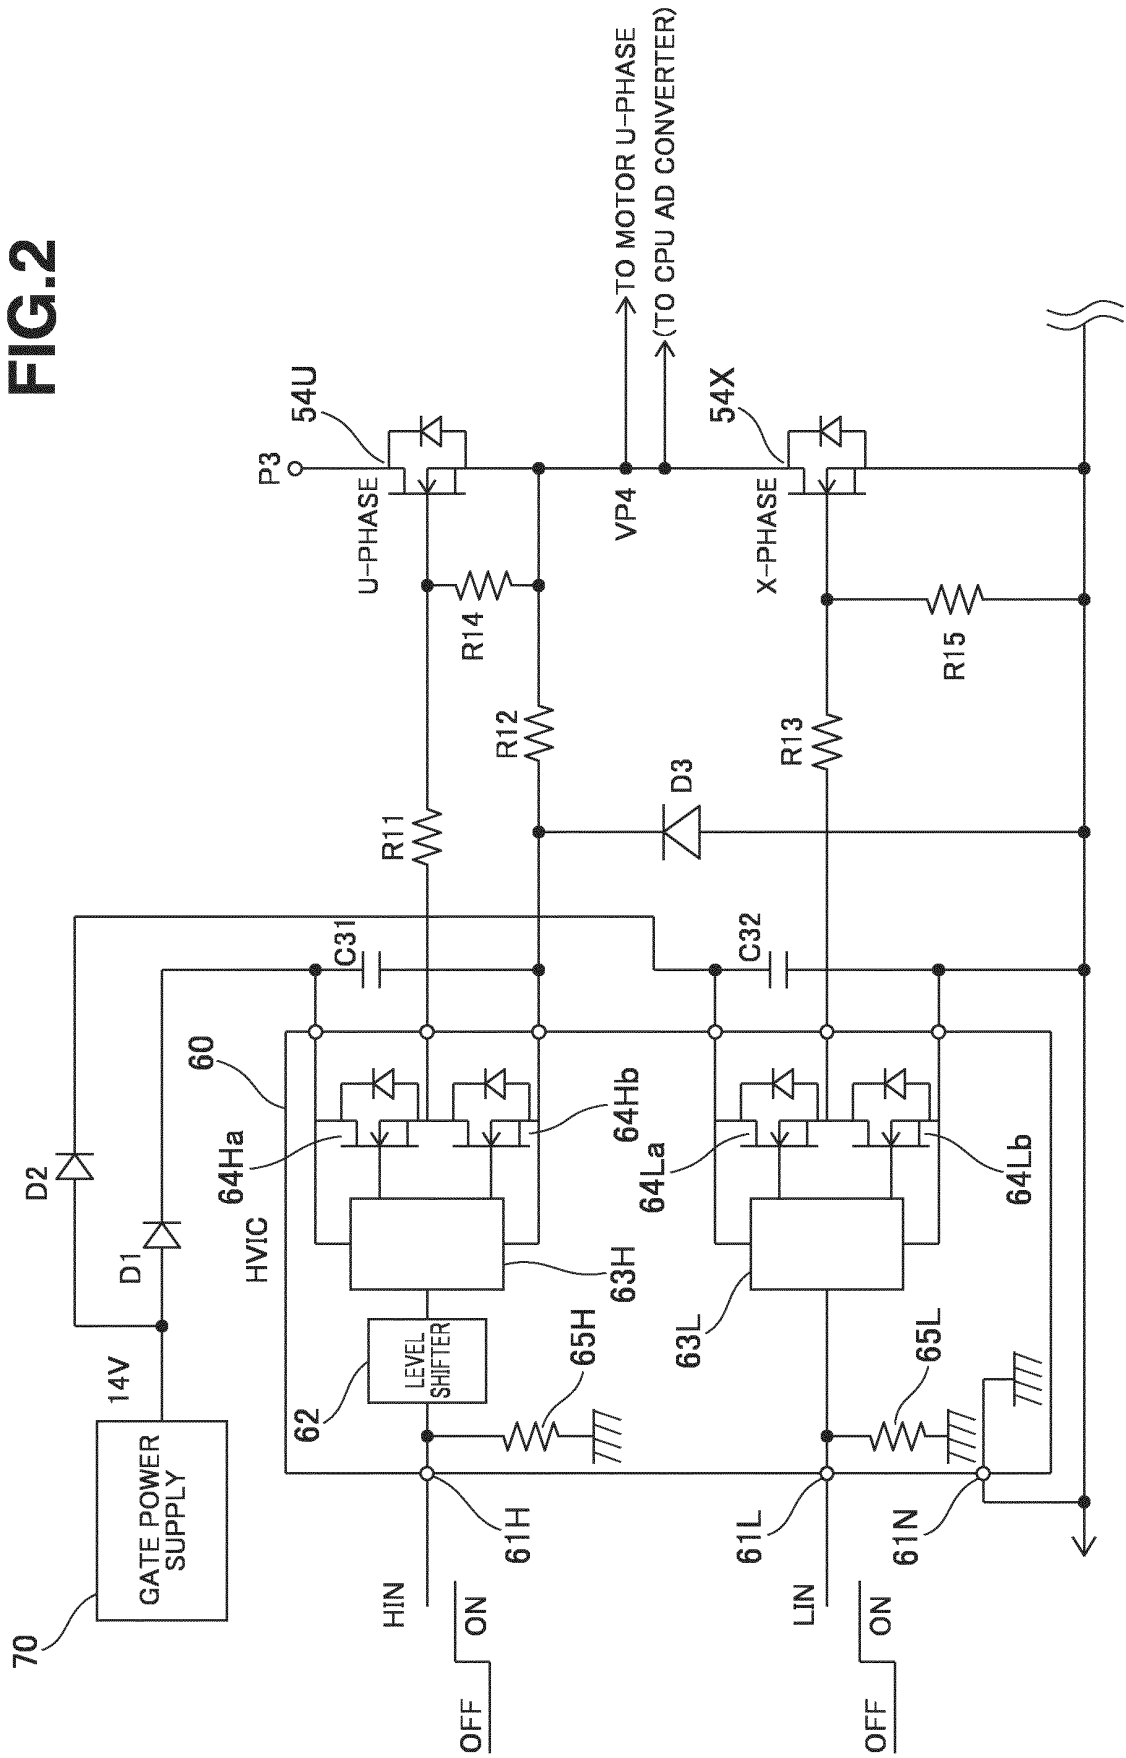 FIG.2
70
GATE POWER
SUPPLY
14V
D2
D1
HVIC
60
C31
R11
R14
R12
P3
54U
U-PHASE
VP4
TO MOTOR U-PHASE
(TO CPU AD CONVERTER)
54X
X-PHASE
R13
R15
D3
C32
64Ha
64Hb
63H
62
LEVEL
SHIFTER
65H
61H
HIN
OFF
ON
64La
64Lb
63L
65L
61L
61N
LIN
OFF
ON